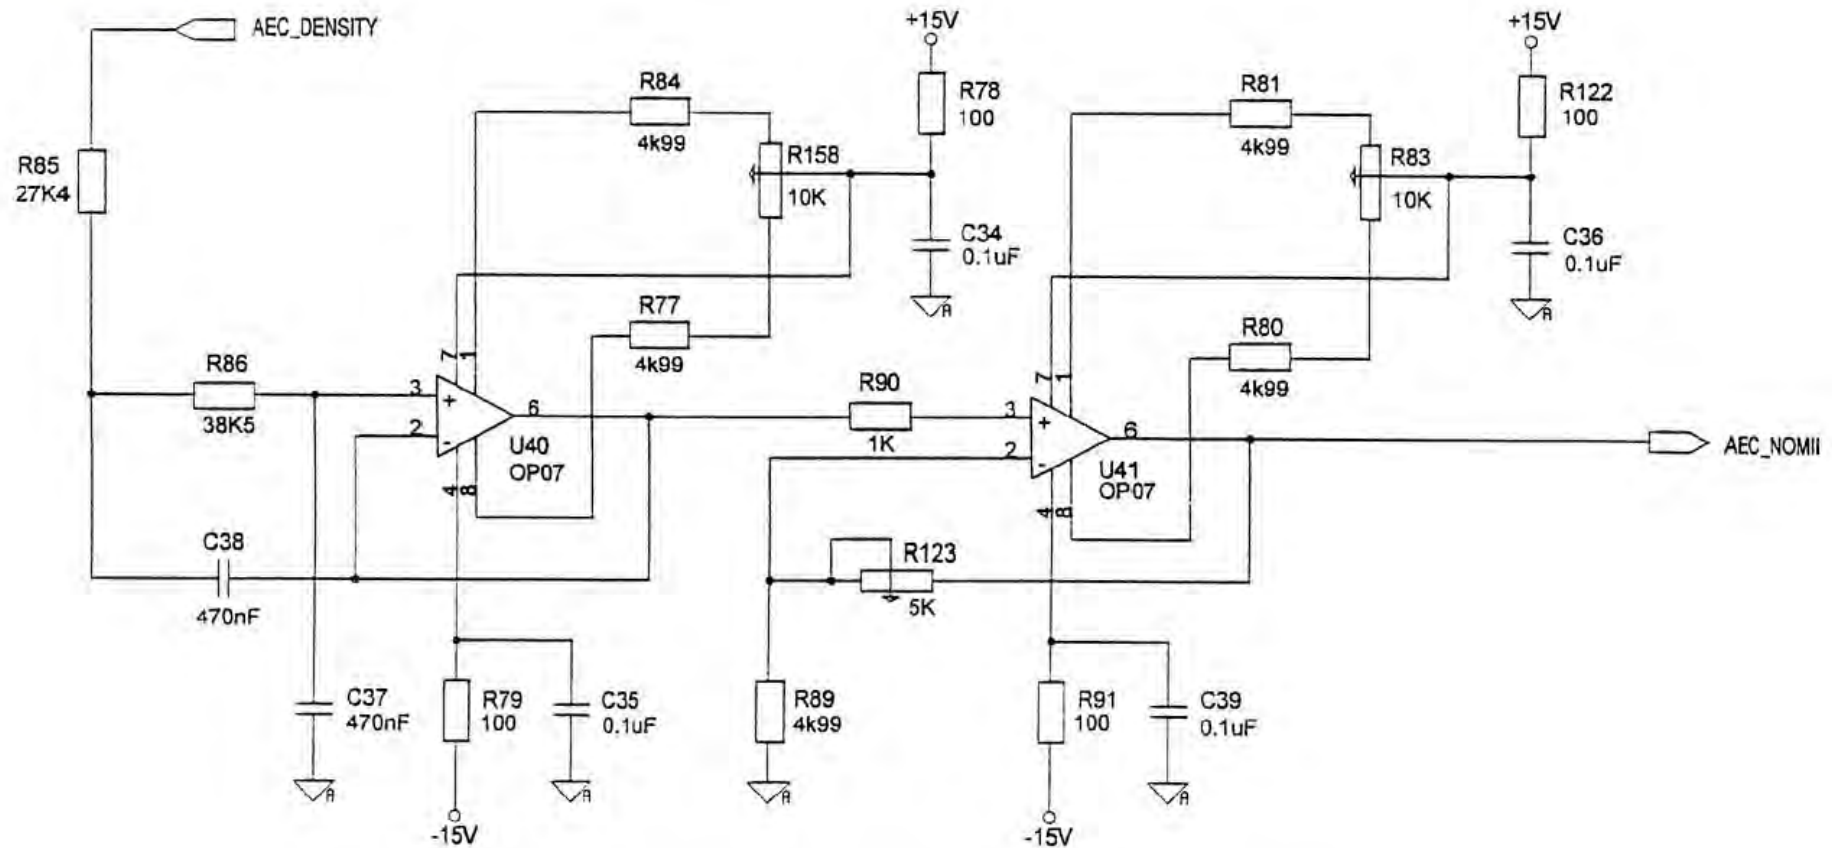 AEC_DENSITY
+15V
+15V
R84
4k99
R78
100
R81
4k99
R122
100
R85
27K4
R158
10K
R83
10K
C34
0.1uF
C36
0.1uF
A
A
R77
4k99
R80
4k99
7
1
7
1
R86
38K5
3
+
2
-
6
U40
OP07
4
8
R90
1K
3
+
2
-
6
U41
OP07
4
8
AEC_NOMII
C38
470nF
R123
5K
C37
470nF
R79
100
C35
0.1uF
R89
4k99
R91
100
C39
0.1uF
A
A
A
A
-15V
-15V